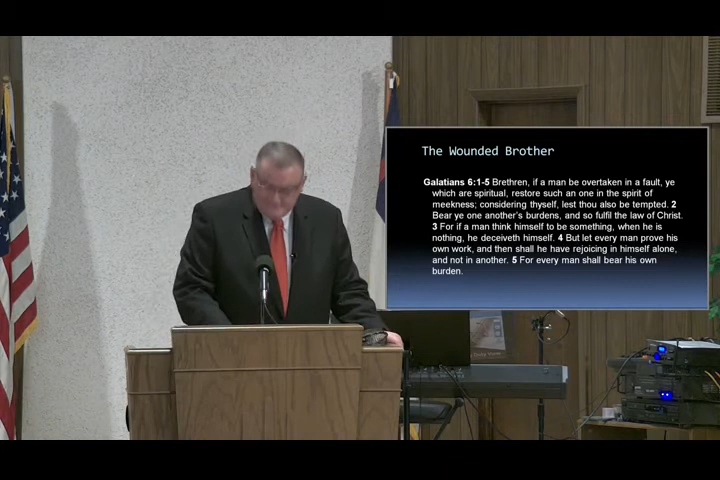 The Wounded Brother
Galatians 6:1-5 Brethren, if a man be overtaken in a fault, ye
which are spiritual, restore such an one in the spirit of
meekness; considering thyself, lest thou also be tempted. 2
Bear ye one another's burdens, and so fulfil the law of Christ.
3 For if a man think himself to be something, when he is
nothing, he deceiveth himself. 4 But let every man prove his
own work, and then shall he have rejoicing in himself alone,
and not in another. 5 For every man shall bear his own
burden.